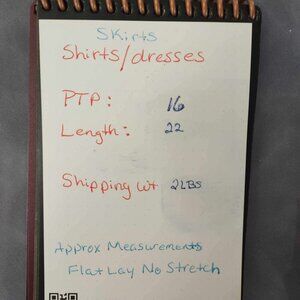 SKirts
Shirts/dresses
PTP: 16
Length: 22
Shipping wt 2LBS
Approx Measurements
Flat Lay No Stretch